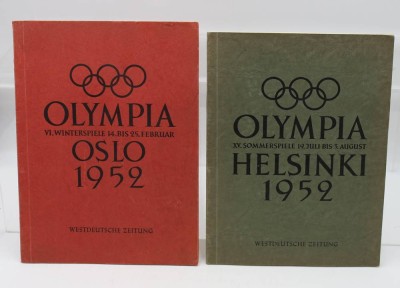 OLYMPIA
VI. WINTERSPIELE 14. BIS 25. FEBRUAR
OSLO
1952
WESTDEUTSCHE ZEITUNG
OLYMPIA
XV. SOMMERSPIELE 19. JULI BIS 3. AUGUST
HELSINKI
1952
WESTDEUTSCHE ZEITUNG